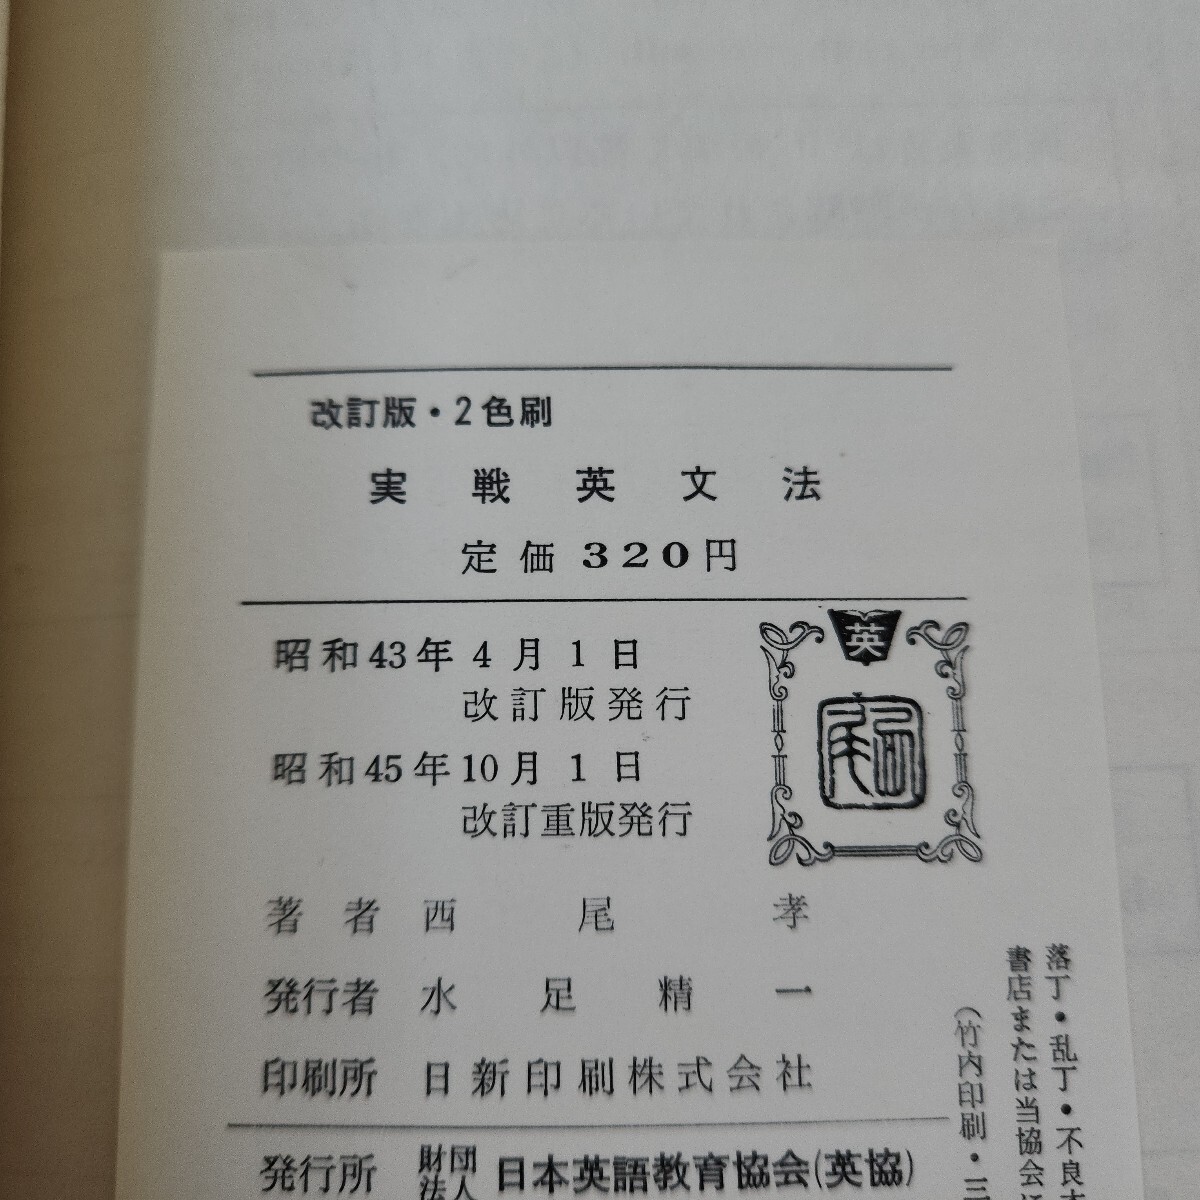 改訂版・2色刷
実戦英文法
定価320円
昭和43年4月1日
改訂版発行
昭和45年10月1日
改訂重版発行
英
著者 西尾孝
発行者 水足精一
印刷所 日新印刷株式会社
発行所 財団法人 日本英語教育協会(英協)
落丁・乱丁・不良
書店または当協会
(竹内印刷・三